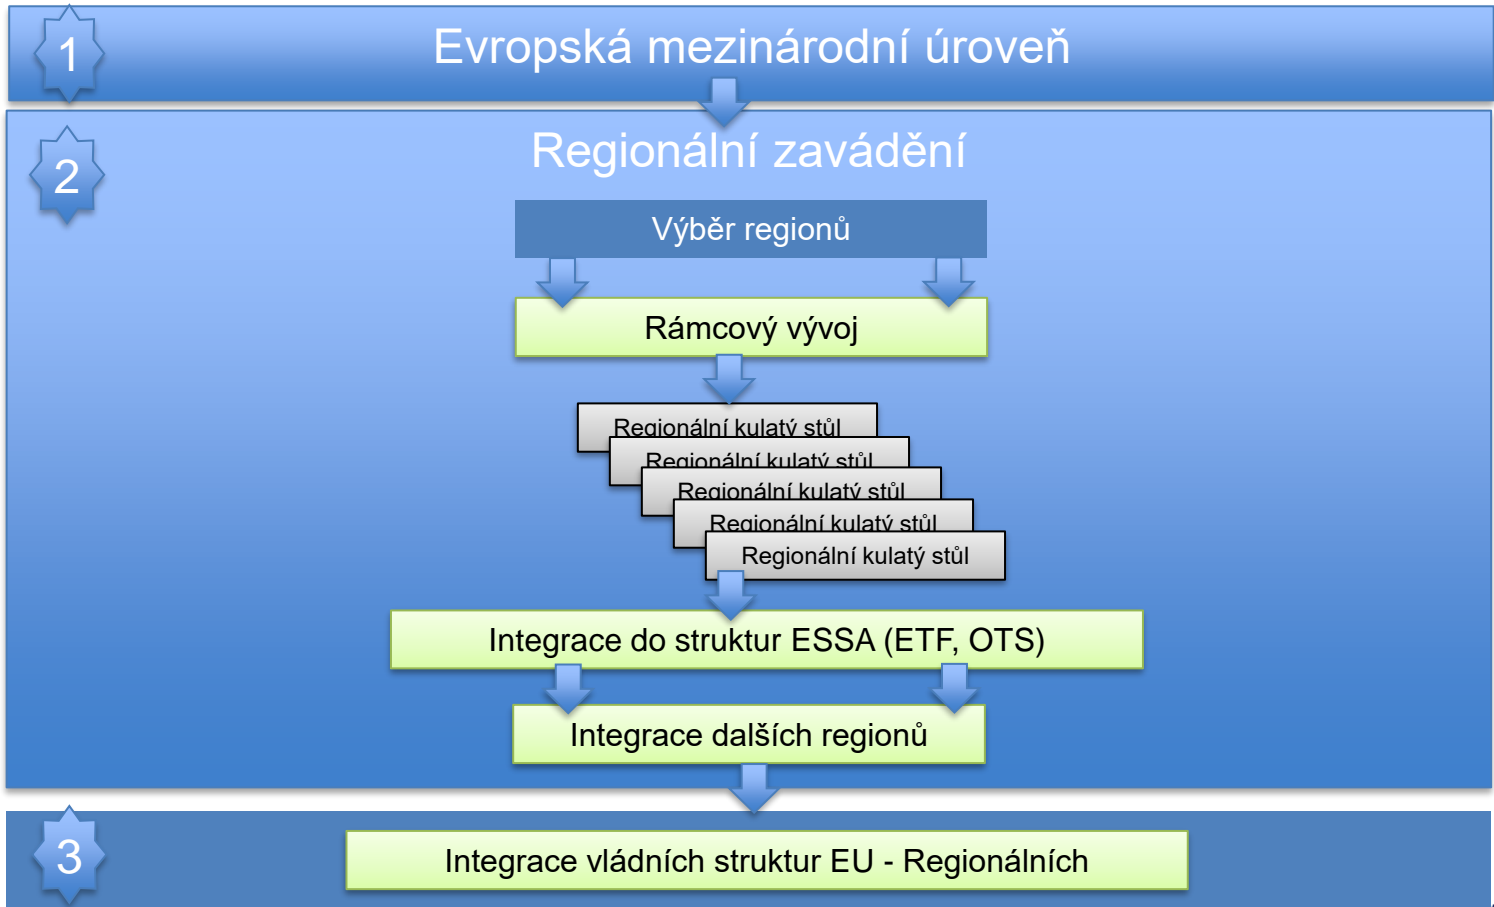 1
Evropská mezinárodní úroveň
2
Regionální zavádění
Výběr regionů
Rámcový vývoj
Regionální kulatý stůl
Regionální kulatý stůl
Regionální kulatý stůl
Regionální kulatý stůl
Regionální kulatý stůl
Integrace do struktur ESSA (ETF, OTS)
Integrace dalších regionů
3
Integrace vládních struktur EU - Regionálních